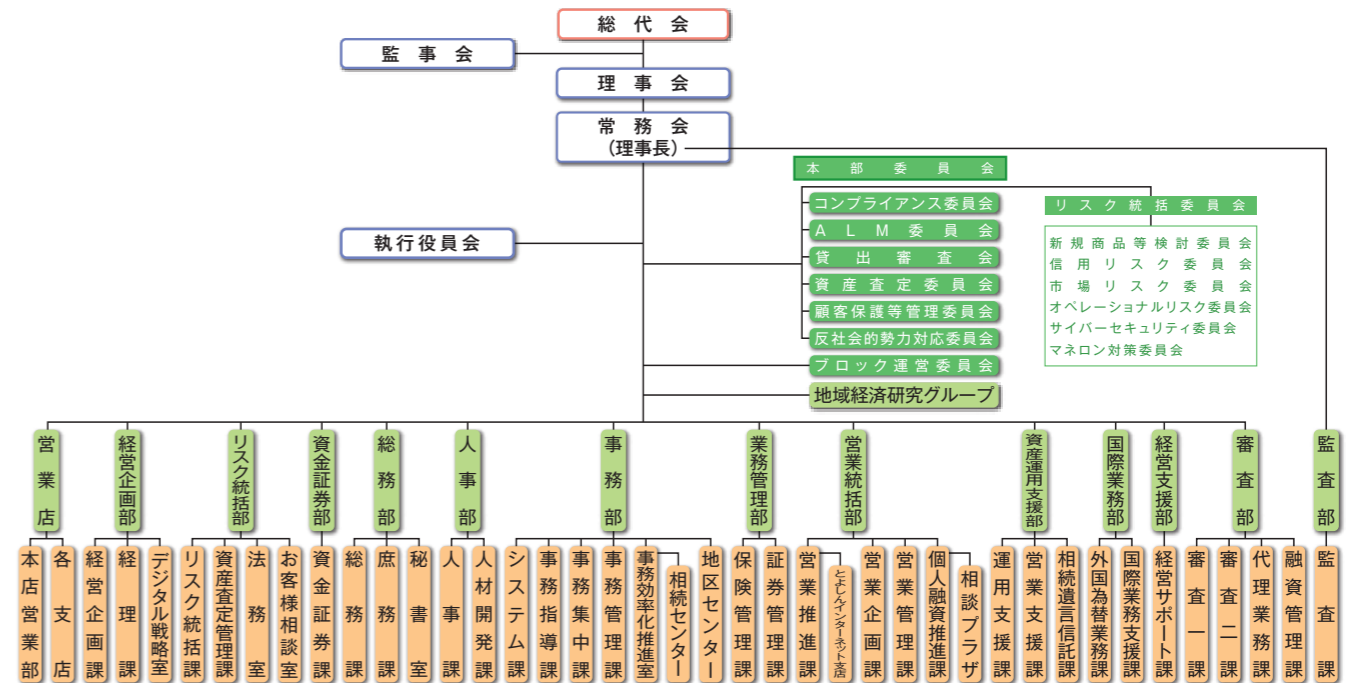 総代会
監事会
理事会
常務会
(理事長)
本部委員会
コンプライアンス委員会
ALM委員会
貸出審査会
資産査定委員会
顧客保護等管理委員会
反社会的勢力対応委員会
ブロック運営委員会
地域経済研究グループ
リスク統括委員会
新規商品等検討委員会
信用リスク委員会
市場リスク委員会
オペレーショナルリスク委員会
サイバーセキュリティ委員会
マネロン対策委員会
執行役員会
営業店
経営企画部
リスク統括部
資金証券部
総務部
人事部
事務部
業務管理部
営業統括部
資産運用支援部
国際業務部
経営支援部
審査部
監査部
本店営業部
各支店
経営企画課
経理課
デジタル戦略室
リスク統括課
資産査定管理課
法務室
お客様相談室
資金証券課
総務課
庶務課
秘書室
人事課
人材開発課
システム課
事務指導課
事務集中課
事務管理課
事務効率化推進室
相続センター
地区センター
保険管理課
証券管理課
営業推進課
とよしんインターネット支店
営業企画課
営業管理課
個人融資推進課
相談プラザ
運用支援課
営業支援課
相続遺言信託課
外国為替業務課
国際業務支援課
経営サポート課
審査一課
審査二課
代理業務課
融資管理課
監査課